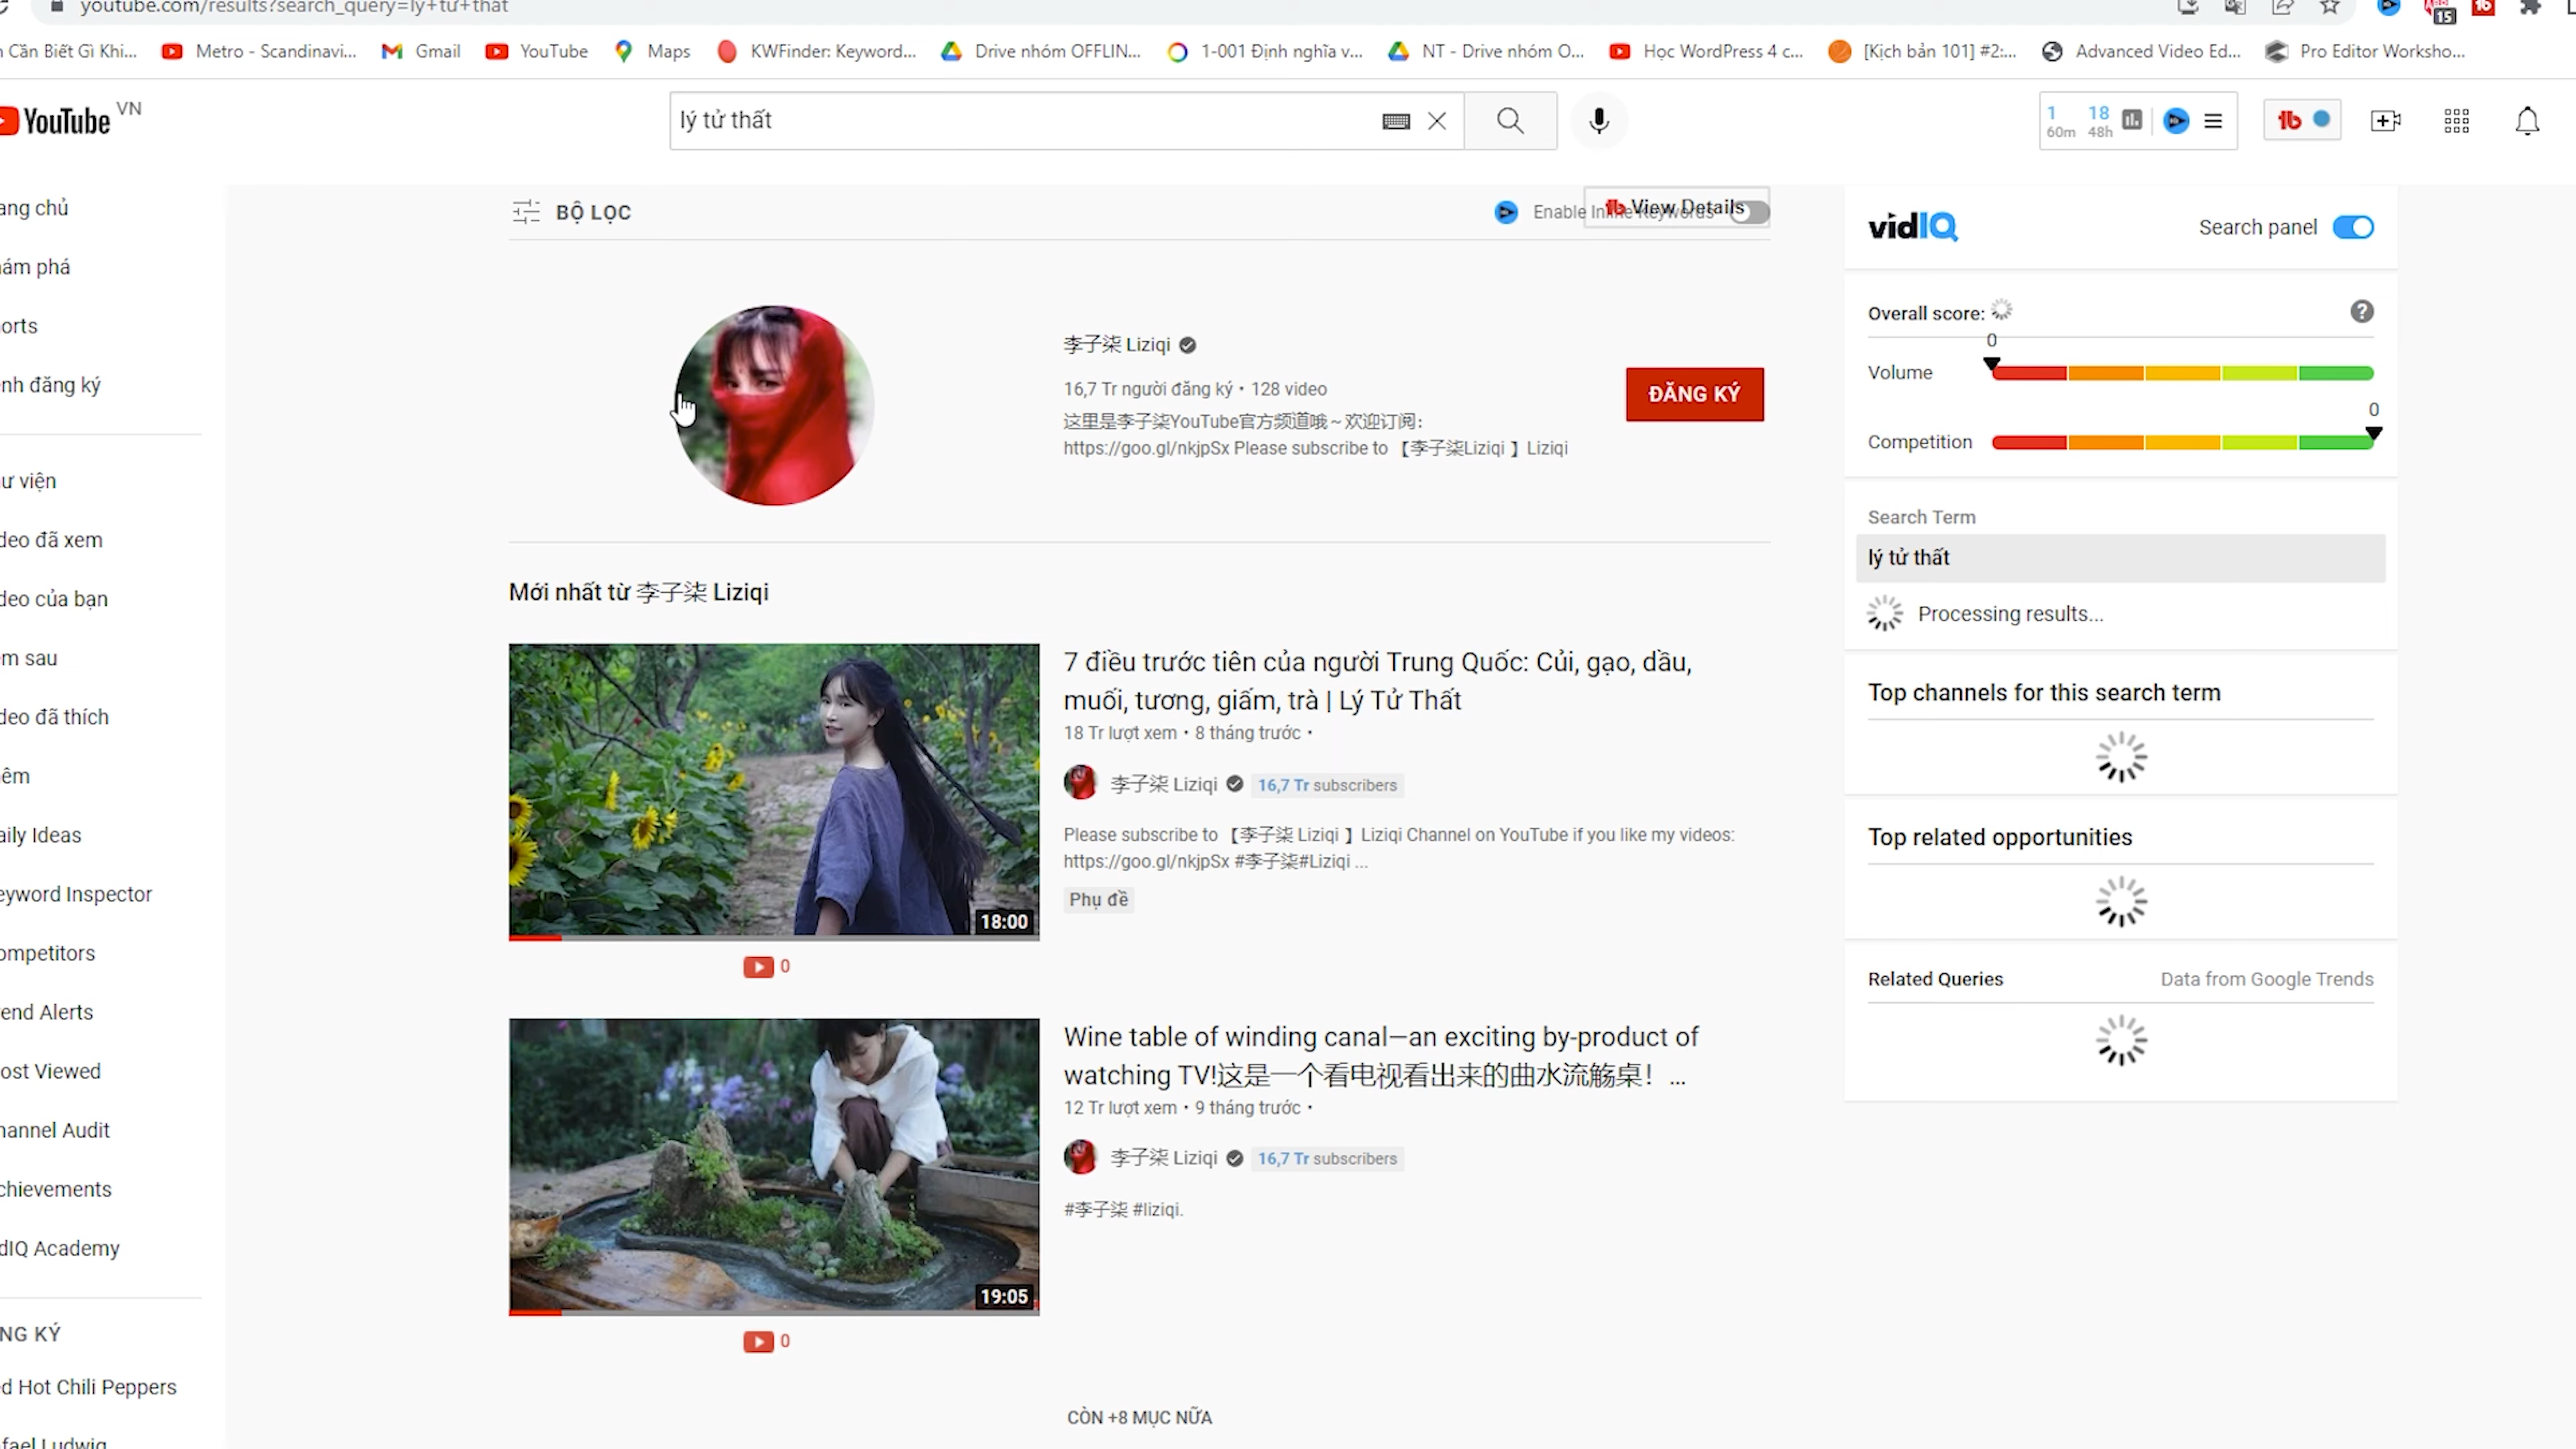 youtube.com/results?search_query=lý+tử+thất
Cần Biết Gì Khi...
Metro - Scandinavi...
Gmail
YouTube
Maps
KWFinder: Keyword...
Drive nhóm OFFLIN...
1-001 Định nghĩa v...
NT - Drive nhóm O...
Học WordPress 4 c...
[Kịch bản 101] #2:...
Advanced Video Ed...
Pro Editor Worksho...
15
YouTube VN
lý tử thất
1 18
60m 48h
ang chủ
ám phá
orts
nh đăng ký
ư viện
deo đã xem
deo của bạn
m sau
deo đã thích
êm
aily Ideas
eyword Inspector
ompetitors
end Alerts
ost Viewed
hannel Audit
chievements
dIQ Academy
NG KÝ
d Hot Chili Peppers
fael Ludwig
BỘ LỌC
Enable Inline Keywords
View Details
李子柒 Liziqi
16,7 Tr người đăng ký • 128 video
这里是李子柒YouTube官方频道哦～欢迎订阅：
https://goo.gl/nkjpSx Please subscribe to 【李子柒Liziqi 】Liziqi
ĐĂNG KÝ
Mới nhất từ 李子柒 Liziqi
7 điều trước tiên của người Trung Quốc: Củi, gạo, dầu,
muối, tương, giấm, trà | Lý Tử Thất
18 Tr lượt xem • 8 tháng trước •
李子柒 Liziqi 16,7 Tr subscribers
Please subscribe to 【李子柒 Liziqi 】Liziqi Channel on YouTube if you like my videos:
https://goo.gl/nkjpSx #李子柒#Liziqi ...
Phụ đề
18:00
0
Wine table of winding canal—an exciting by-product of
watching TV!这是一个看电视看出来的曲水流觞桌！ ...
12 Tr lượt xem • 9 tháng trước •
李子柒 Liziqi 16,7 Tr subscribers
#李子柒 #liziqi.
19:05
0
CÒN +8 MỤC NỮA
vidIQ
Search panel
Overall score:
0
Volume
0
Competition
Search Term
lý tử thất
Processing results...
Top channels for this search term
Top related opportunities
Related Queries
Data from Google Trends